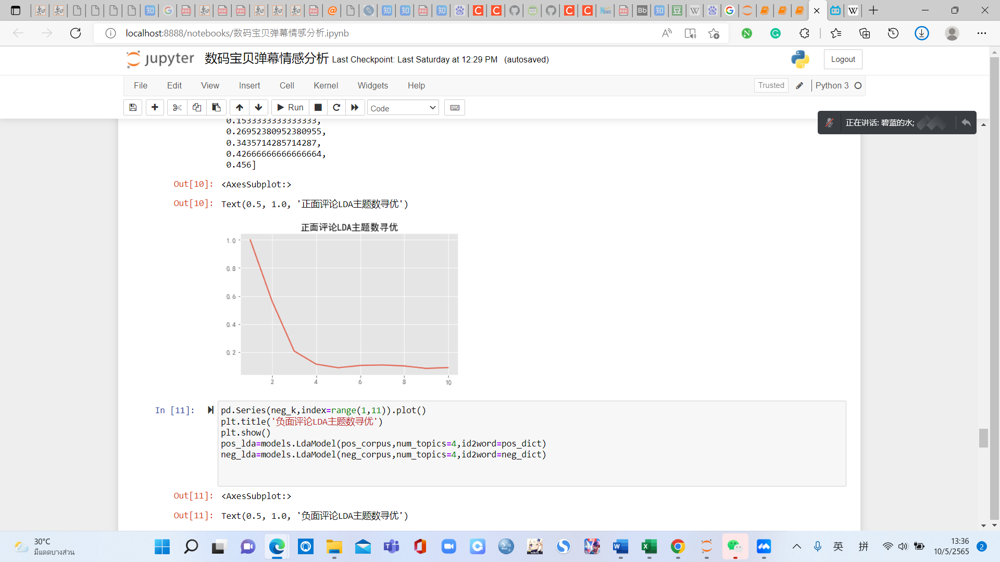 localhost:8888/notebooks/数码宝贝弹幕情感分析.ipynb
jupyter 数码宝贝弹幕情感分析 Last Checkpoint: Last Saturday at 12:29 PM (autosaved)
Logout
File Edit View Insert Cell Kernel Widgets Help
Trusted Python 3
Run Code
正在讲话: 碧蓝的水;
0.1533333333333333,
0.26952380952380955,
0.3435714285714287,
0.42666666666666664,
0.456]
Out[10]: <AxesSubplot:>
Out[10]: Text(0.5, 1.0, '正面评论LDA主题数寻优')
正面评论LDA主题数寻优
1.0
0.8
0.6
0.4
0.2
2 4 6 8 10
In [11]: pd.Series(neg_k,index=range(1,11)).plot()
plt.title('负面评论LDA主题数寻优')
plt.show()
pos_lda=models.LdaModel(pos_corpus,num_topics=4,id2word=pos_dict)
neg_lda=models.LdaModel(neg_corpus,num_topics=4,id2word=neg_dict)
Out[11]: <AxesSubplot:>
Out[11]: Text(0.5, 1.0, '负面评论LDA主题数寻优')
30°C
มีแดดบางส่วน
英 拼
13:36
10/5/2565
2